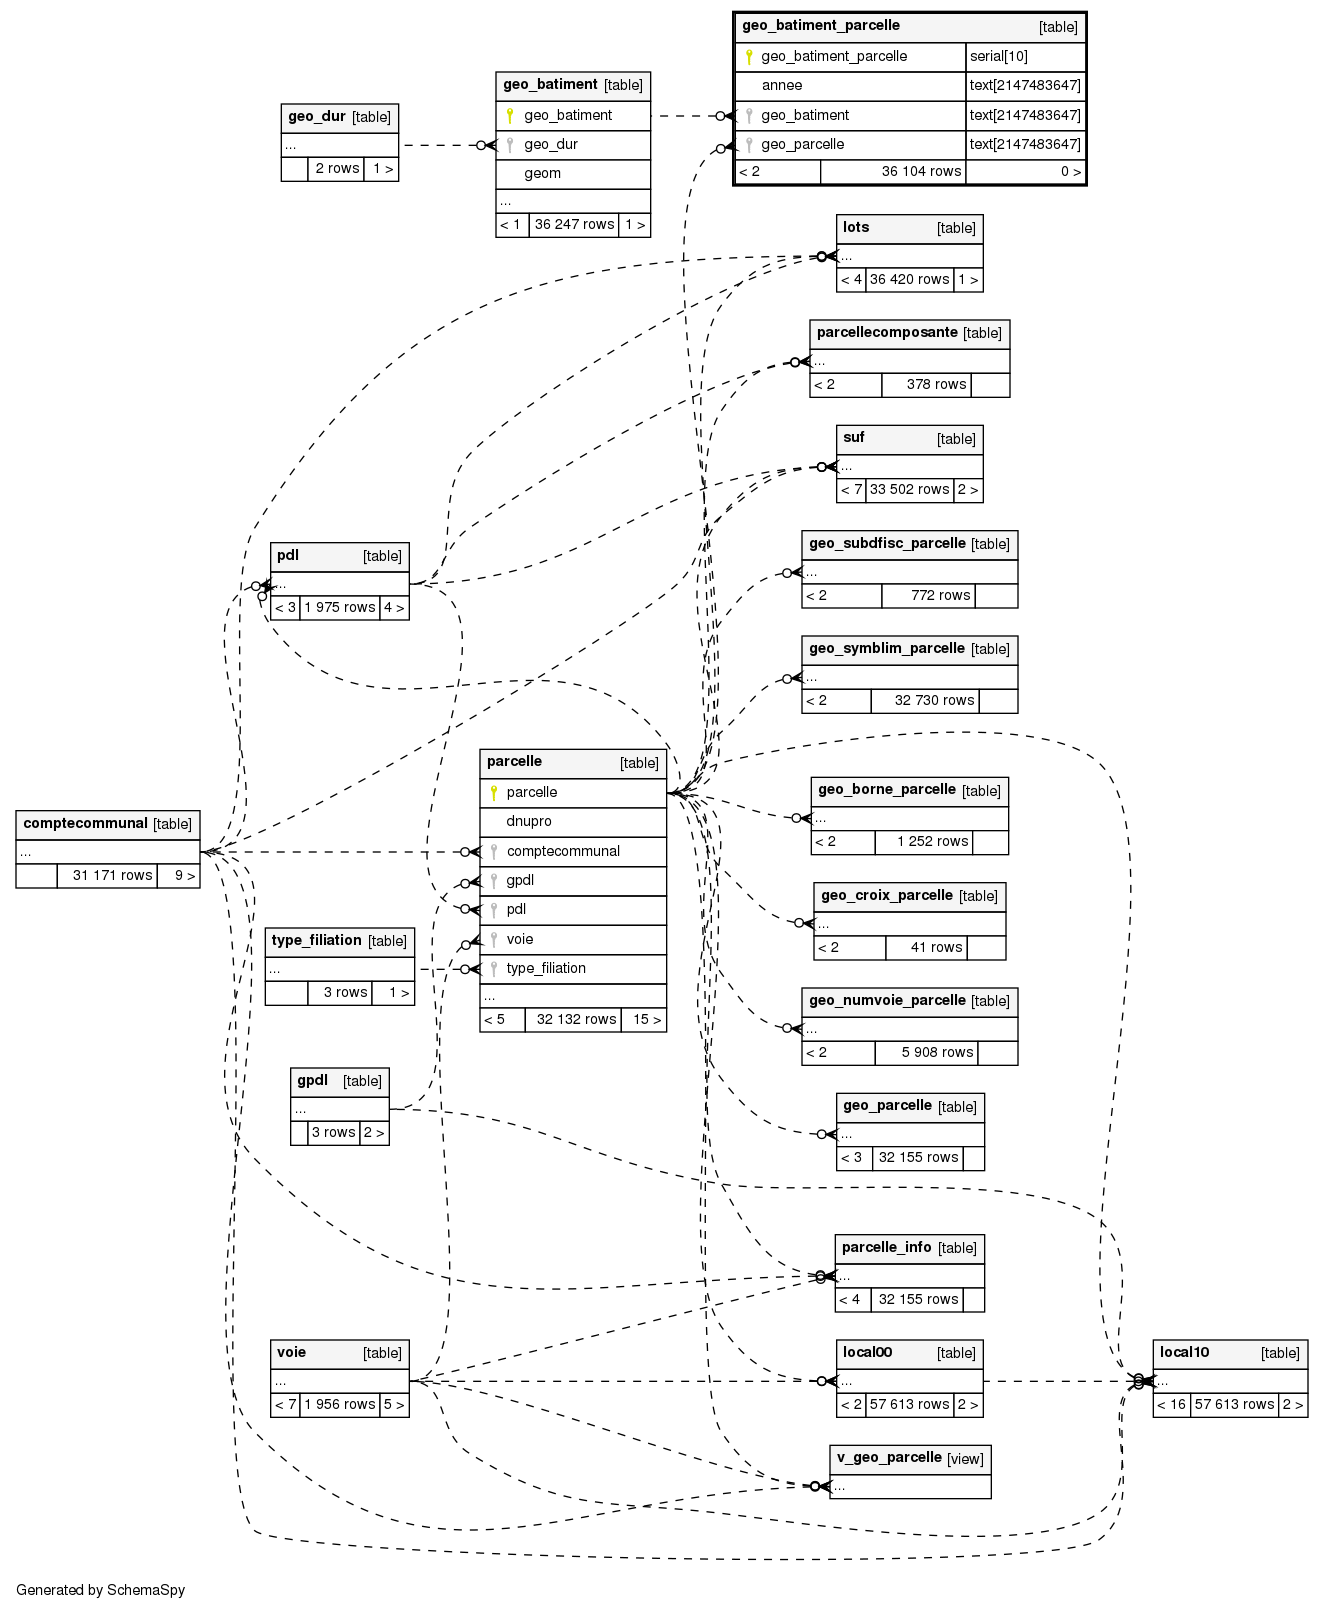 geo_batiment_parcelle [table]
geo_batiment_parcelle serial[10]
annee text[2147483647]
geo_batiment text[2147483647]
geo_parcelle text[2147483647]
< 2 36 104 rows 0 >
geo_batiment [table]
geo_batiment
geo_dur
geom
...
< 1 36 247 rows 1 >
geo_dur [table]
...
2 rows 1 >
lots [table]
...
< 4 36 420 rows 1 >
parcellecomposante [table]
...
< 2 378 rows
suf [table]
...
< 7 33 502 rows 2 >
geo_subdfisc_parcelle [table]
...
< 2 772 rows
pdl [table]
...
< 3 1 975 rows 4 >
geo_symblim_parcelle [table]
...
< 2 32 730 rows
parcelle [table]
parcelle
dnupro
comptecommunal
gpdl
pdl
voie
type_filiation
...
< 5 32 132 rows 15 >
geo_borne_parcelle [table]
...
< 2 1 252 rows
comptecommunal [table]
...
31 171 rows 9 >
geo_croix_parcelle [table]
...
< 2 41 rows
type_filiation [table]
...
3 rows 1 >
geo_numvoie_parcelle [table]
...
< 2 5 908 rows
gpdl [table]
...
3 rows 2 >
geo_parcelle [table]
...
< 3 32 155 rows
parcelle_info [table]
...
< 4 32 155 rows
voie [table]
...
< 7 1 956 rows 5 >
local00 [table]
...
< 2 57 613 rows 2 >
local10 [table]
...
< 16 57 613 rows 2 >
v_geo_parcelle [view]
...
Generated by SchemaSpy